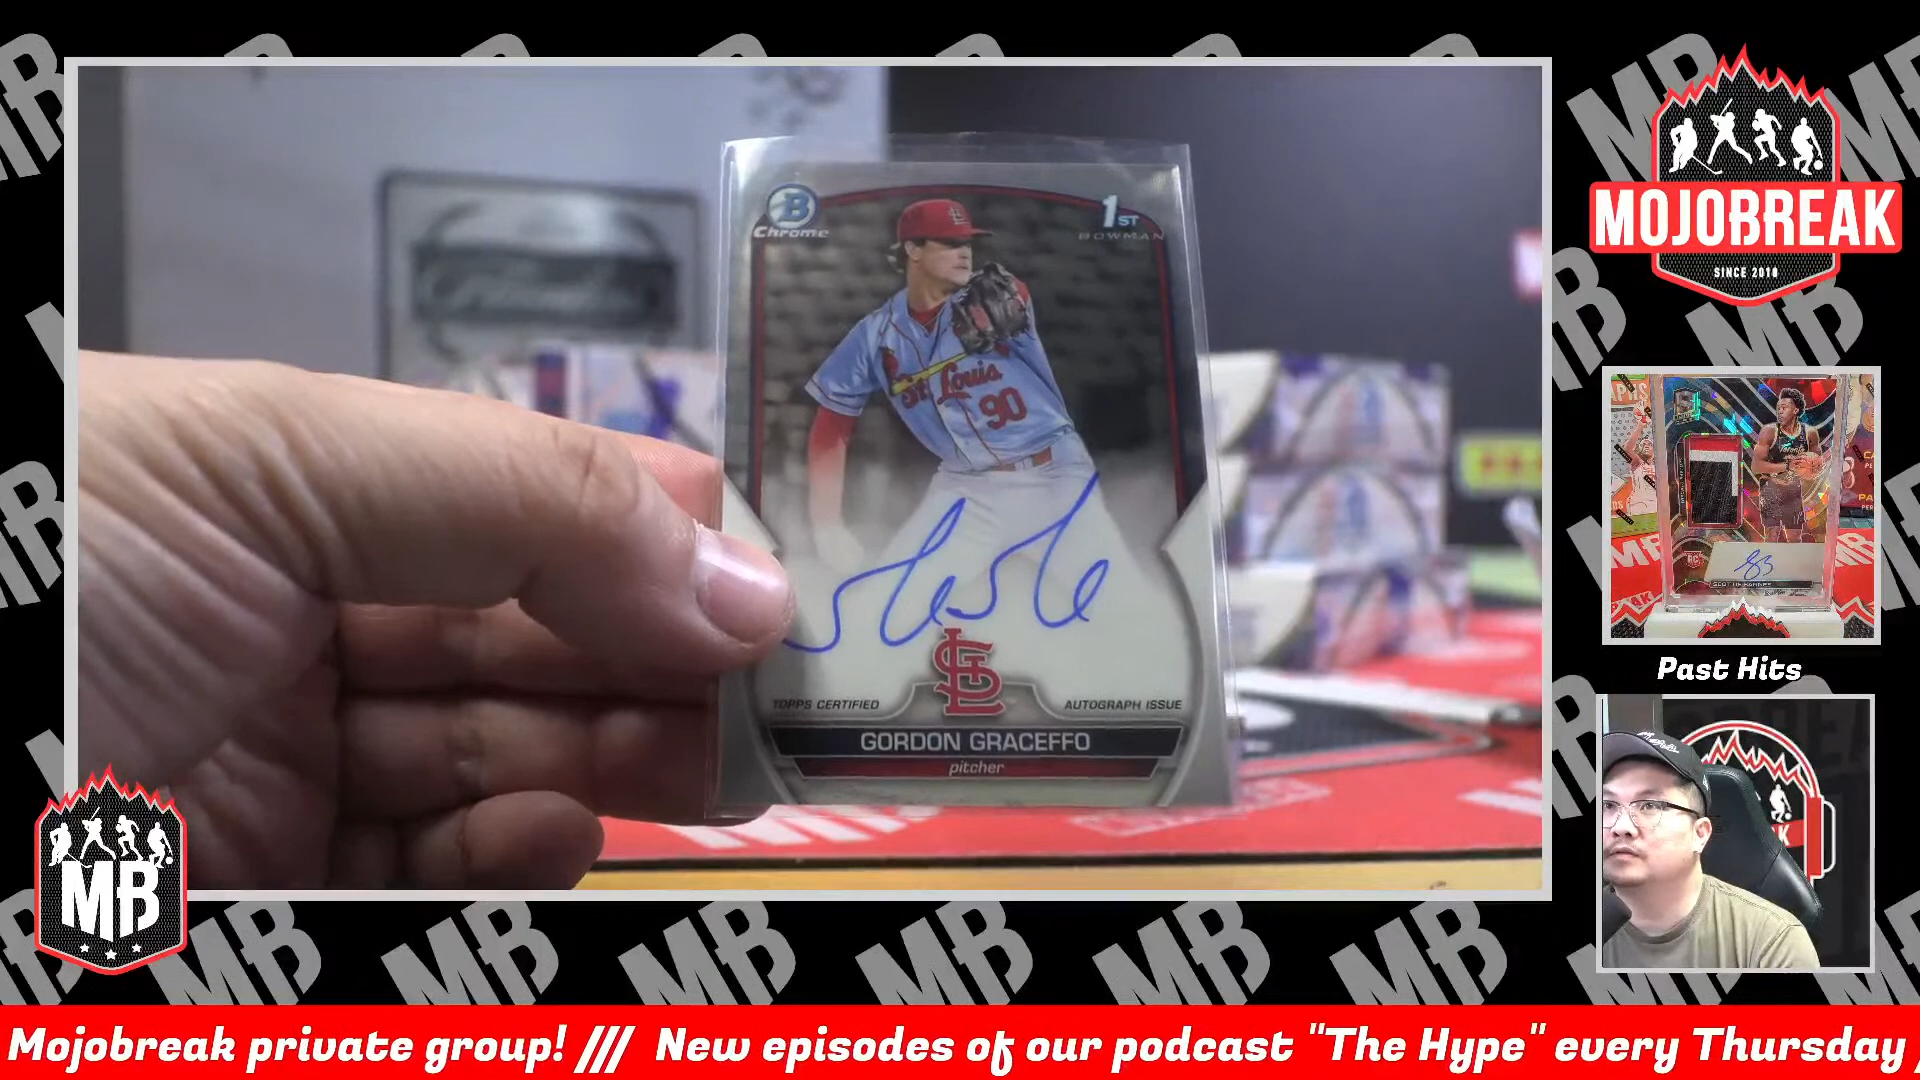 B
Chrome
1ST
BOWMAN
St. Louis
90
TOPPS CERTIFIED
AUTOGRAPH ISSUE
GORDON GRACEFFO
pitcher
MOJOBREAK
SINCE 2010
Past Hits
MB
Mojobreak private group! /// New episodes of our podcast "The Hype" every Thursday